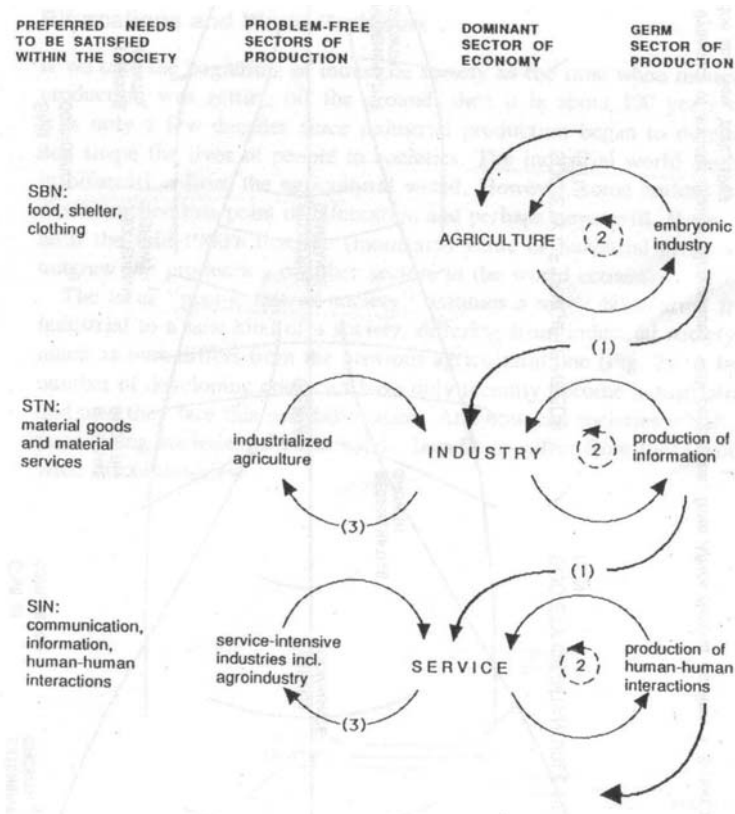 PREFERRED NEEDS
TO BE SATISFIED
WITHIN THE SOCIETY
PROBLEM-FREE
SECTORS OF
PRODUCTION
DOMINANT
SECTOR OF
ECONOMY
GERM
SECTOR OF
PRODUCTION
SBN:
food, shelter,
clothing
AGRICULTURE
2
embryonic
industry
(1)
STN:
material goods
and material
services
industrialized
agriculture
INDUSTRY
2
production of
information
(3)
(1)
SIN:
communication,
information,
human-human
interactions
service-intensive
industries incl.
agroindustry
SERVICE
2
production of
human-human
interactions
(3)